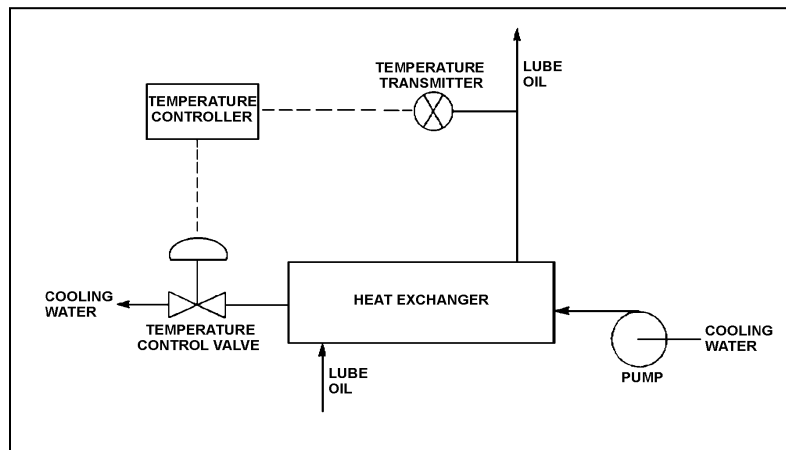 LUBE
OIL
TEMPERATURE
TRANSMITTER
TEMPERATURE
CONTROLLER
HEAT EXCHANGER
COOLING
WATER
TEMPERATURE
CONTROL VALVE
COOLING
WATER
PUMP
LUBE
OIL